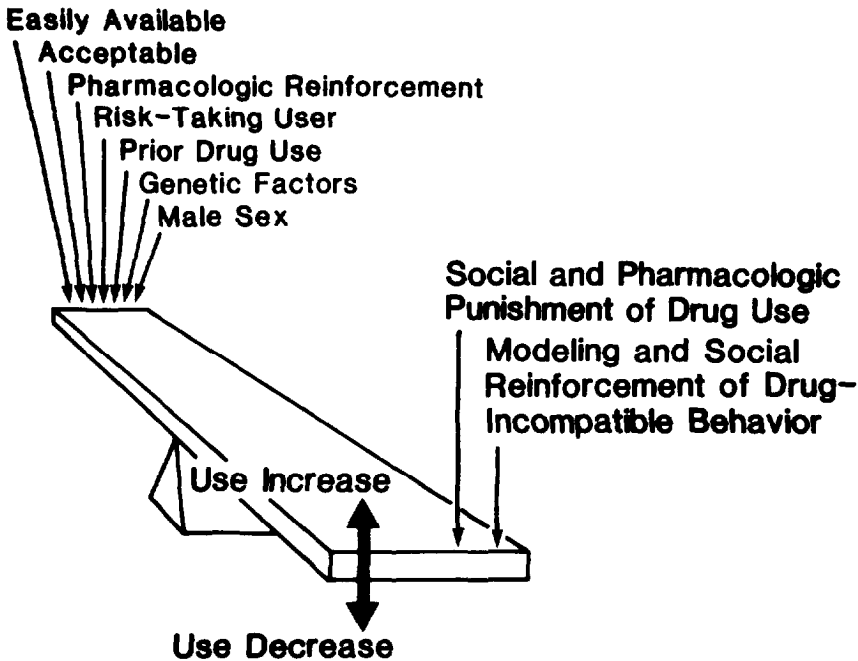 Easily Available
Acceptable
Pharmacologic Reinforcement
Risk-Taking User
Prior Drug Use
Genetic Factors
Male Sex
Social and Pharmacologic
Punishment of Drug Use
Modeling and Social
Reinforcement of Drug-
Incompatible Behavior
Use Increase
Use Decrease